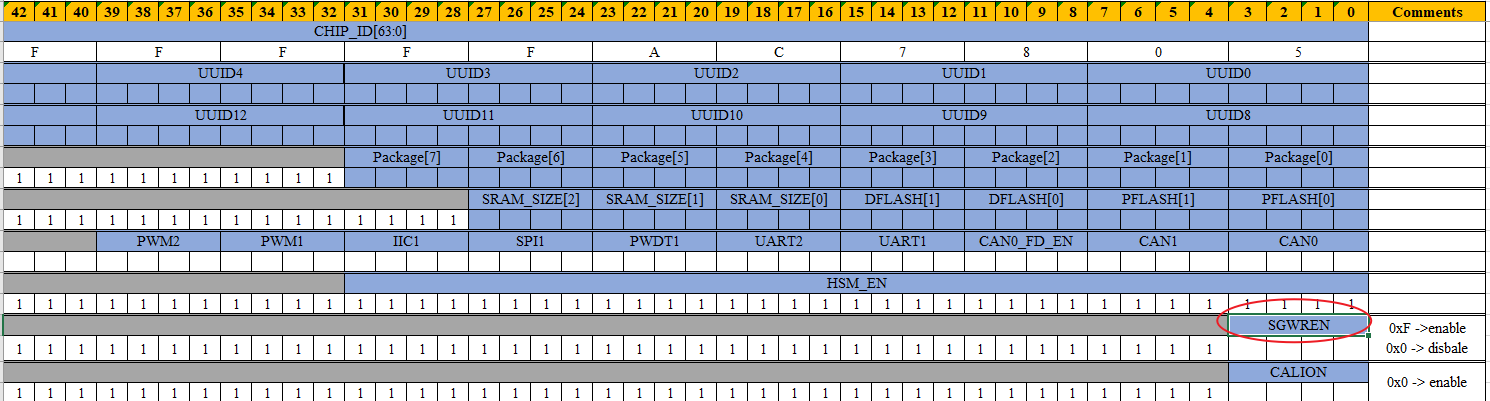 42 41 40 39 38 37 36 35 34 33 32 31 30 29 28 27 26 25 24 23 22 21 20 19 18 17 16 15 14 13 12 11 10 9 8 7 6 5 4 3 2 1 0 Comments
CHIP_ID[63:0]
F F F F F A C 7 8 0 5
UUID4 UUID3 UUID2 UUID1 UUID0
UUID12 UUID11 UUID10 UUID9 UUID8
Package[7] Package[6] Package[5] Package[4] Package[3] Package[2] Package[1] Package[0]
1 1 1 1 1 1 1 1 1 1 1
SRAM_SIZE[2] SRAM_SIZE[1] SRAM_SIZE[0] DFLASH[1] DFLASH[0] PFLASH[1] PFLASH[0]
1 1 1 1 1 1 1 1 1 1 1 1 1 1 1
PWM2 PWM1 IIC1 SPI1 PWDT1 UART2 UART1 CAN0_FD_EN CAN1 CAN0
HSM_EN
1 1 1 1 1 1 1 1 1 1 1 1 1 1 1 1 1 1 1 1 1 1 1 1 1 1 1 1 1 1 1 1 1 1 1 1 1 1 1 1 1 1 1
SGWREN 0xF ->enable
1 1 1 1 1 1 1 1 1 1 1 1 1 1 1 1 1 1 1 1 1 1 1 1 1 1 1 1 1 1 1 1 1 1 1 1 1 1 1 0x0 -> disbale
CALION 0x0 -> enable
1 1 1 1 1 1 1 1 1 1 1 1 1 1 1 1 1 1 1 1 1 1 1 1 1 1 1 1 1 1 1 1 1 1 1 1 1 1 1